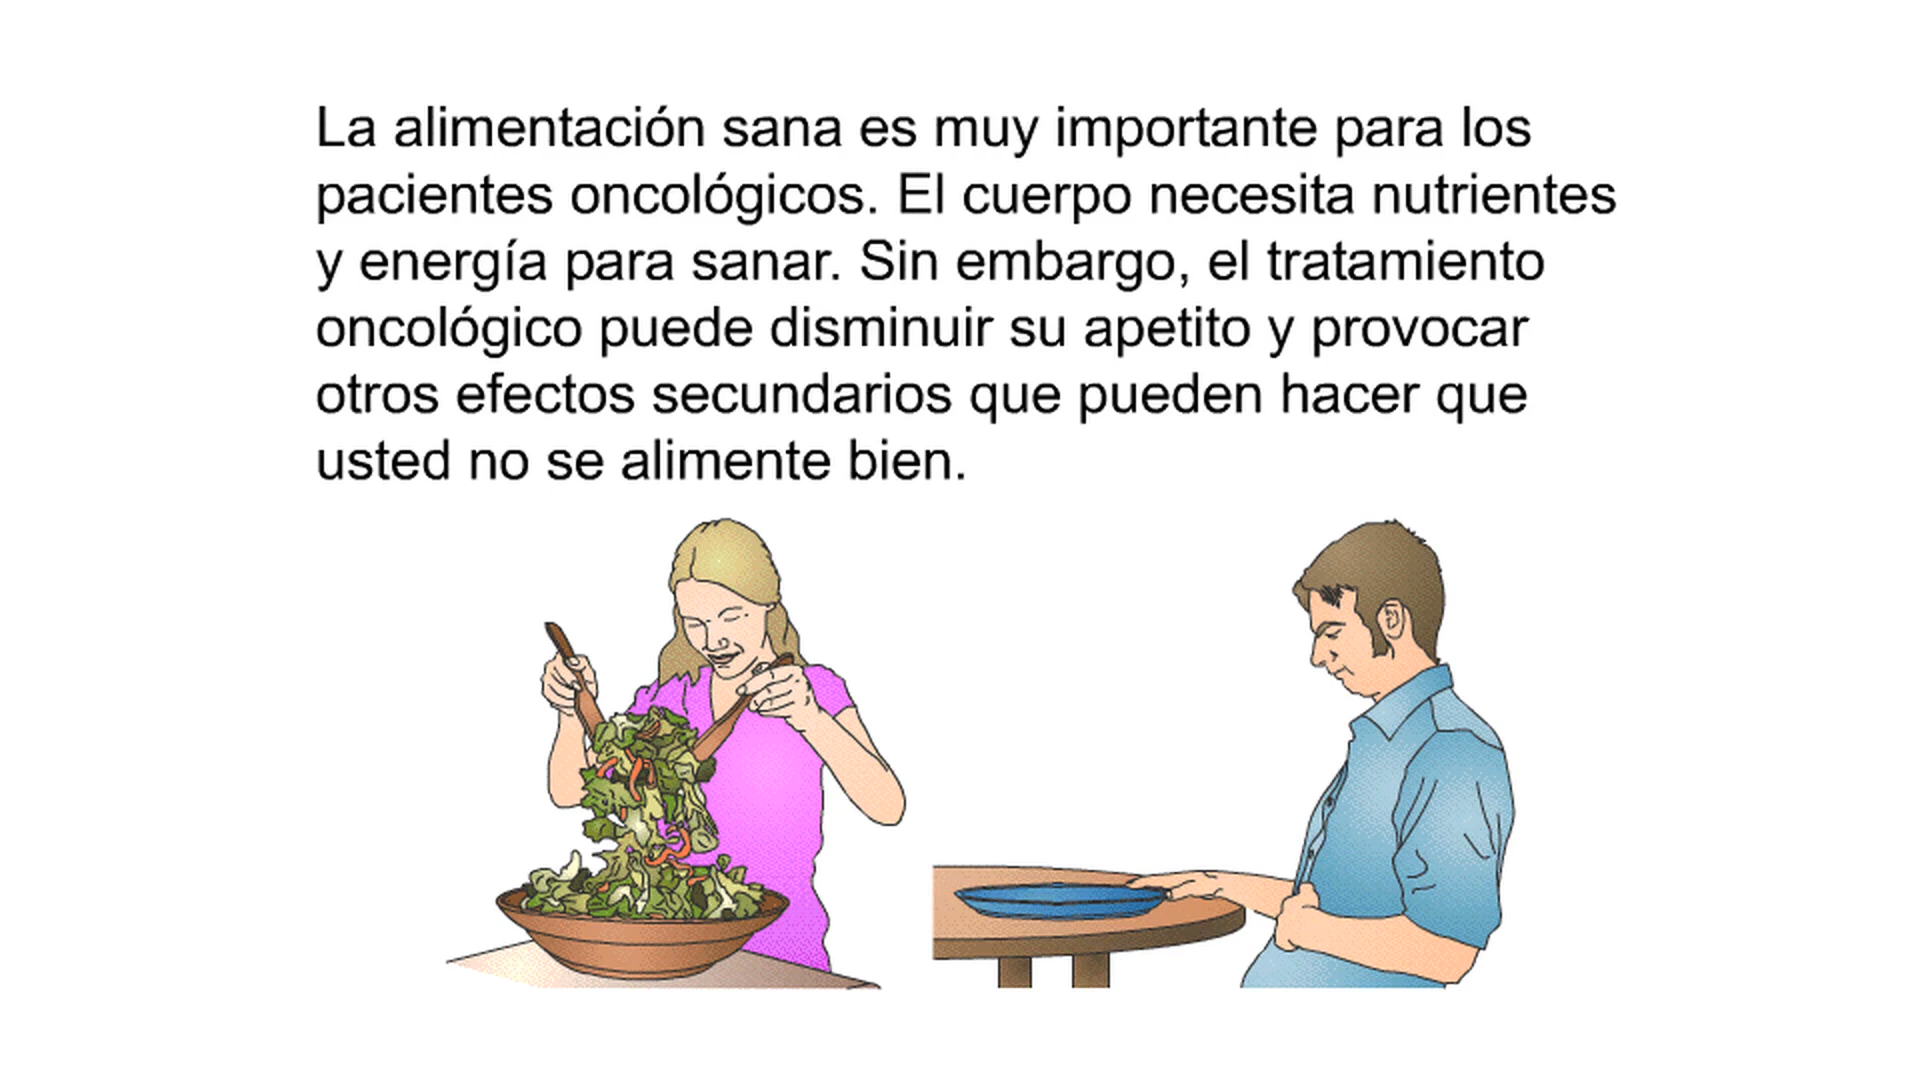 La alimentación sana es muy importante para los
pacientes oncológicos. El cuerpo necesita nutrientes
y energía para sanar. Sin embargo, el tratamiento
oncológico puede disminuir su apetito y provocar
otros efectos secundarios que pueden hacer que
usted no se alimente bien.